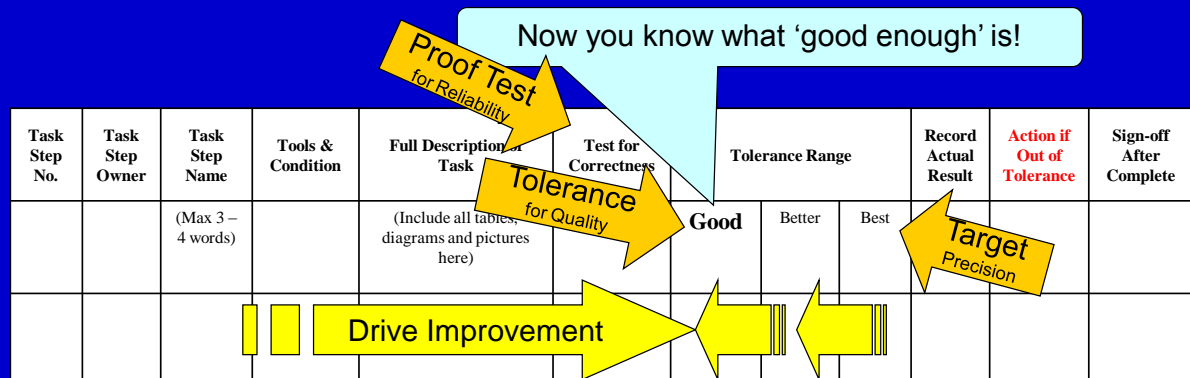 Now you know what ‘good enough’ is!
Proof Test
for Reliability
Task
Step
No.
Task
Step
Owner
Task
Step
Name
Tools &
Condition
Full Description of
Task
Test for
Correctness
Tolerance Range
Record
Actual
Result
Action if
Out of
Tolerance
Sign-off
After
Complete
Tolerance
for Quality
(Max 3 –
4 words)
(Include all tables,
diagrams and pictures
here)
Good
Better
Best
Target
Precision
Drive Improvement